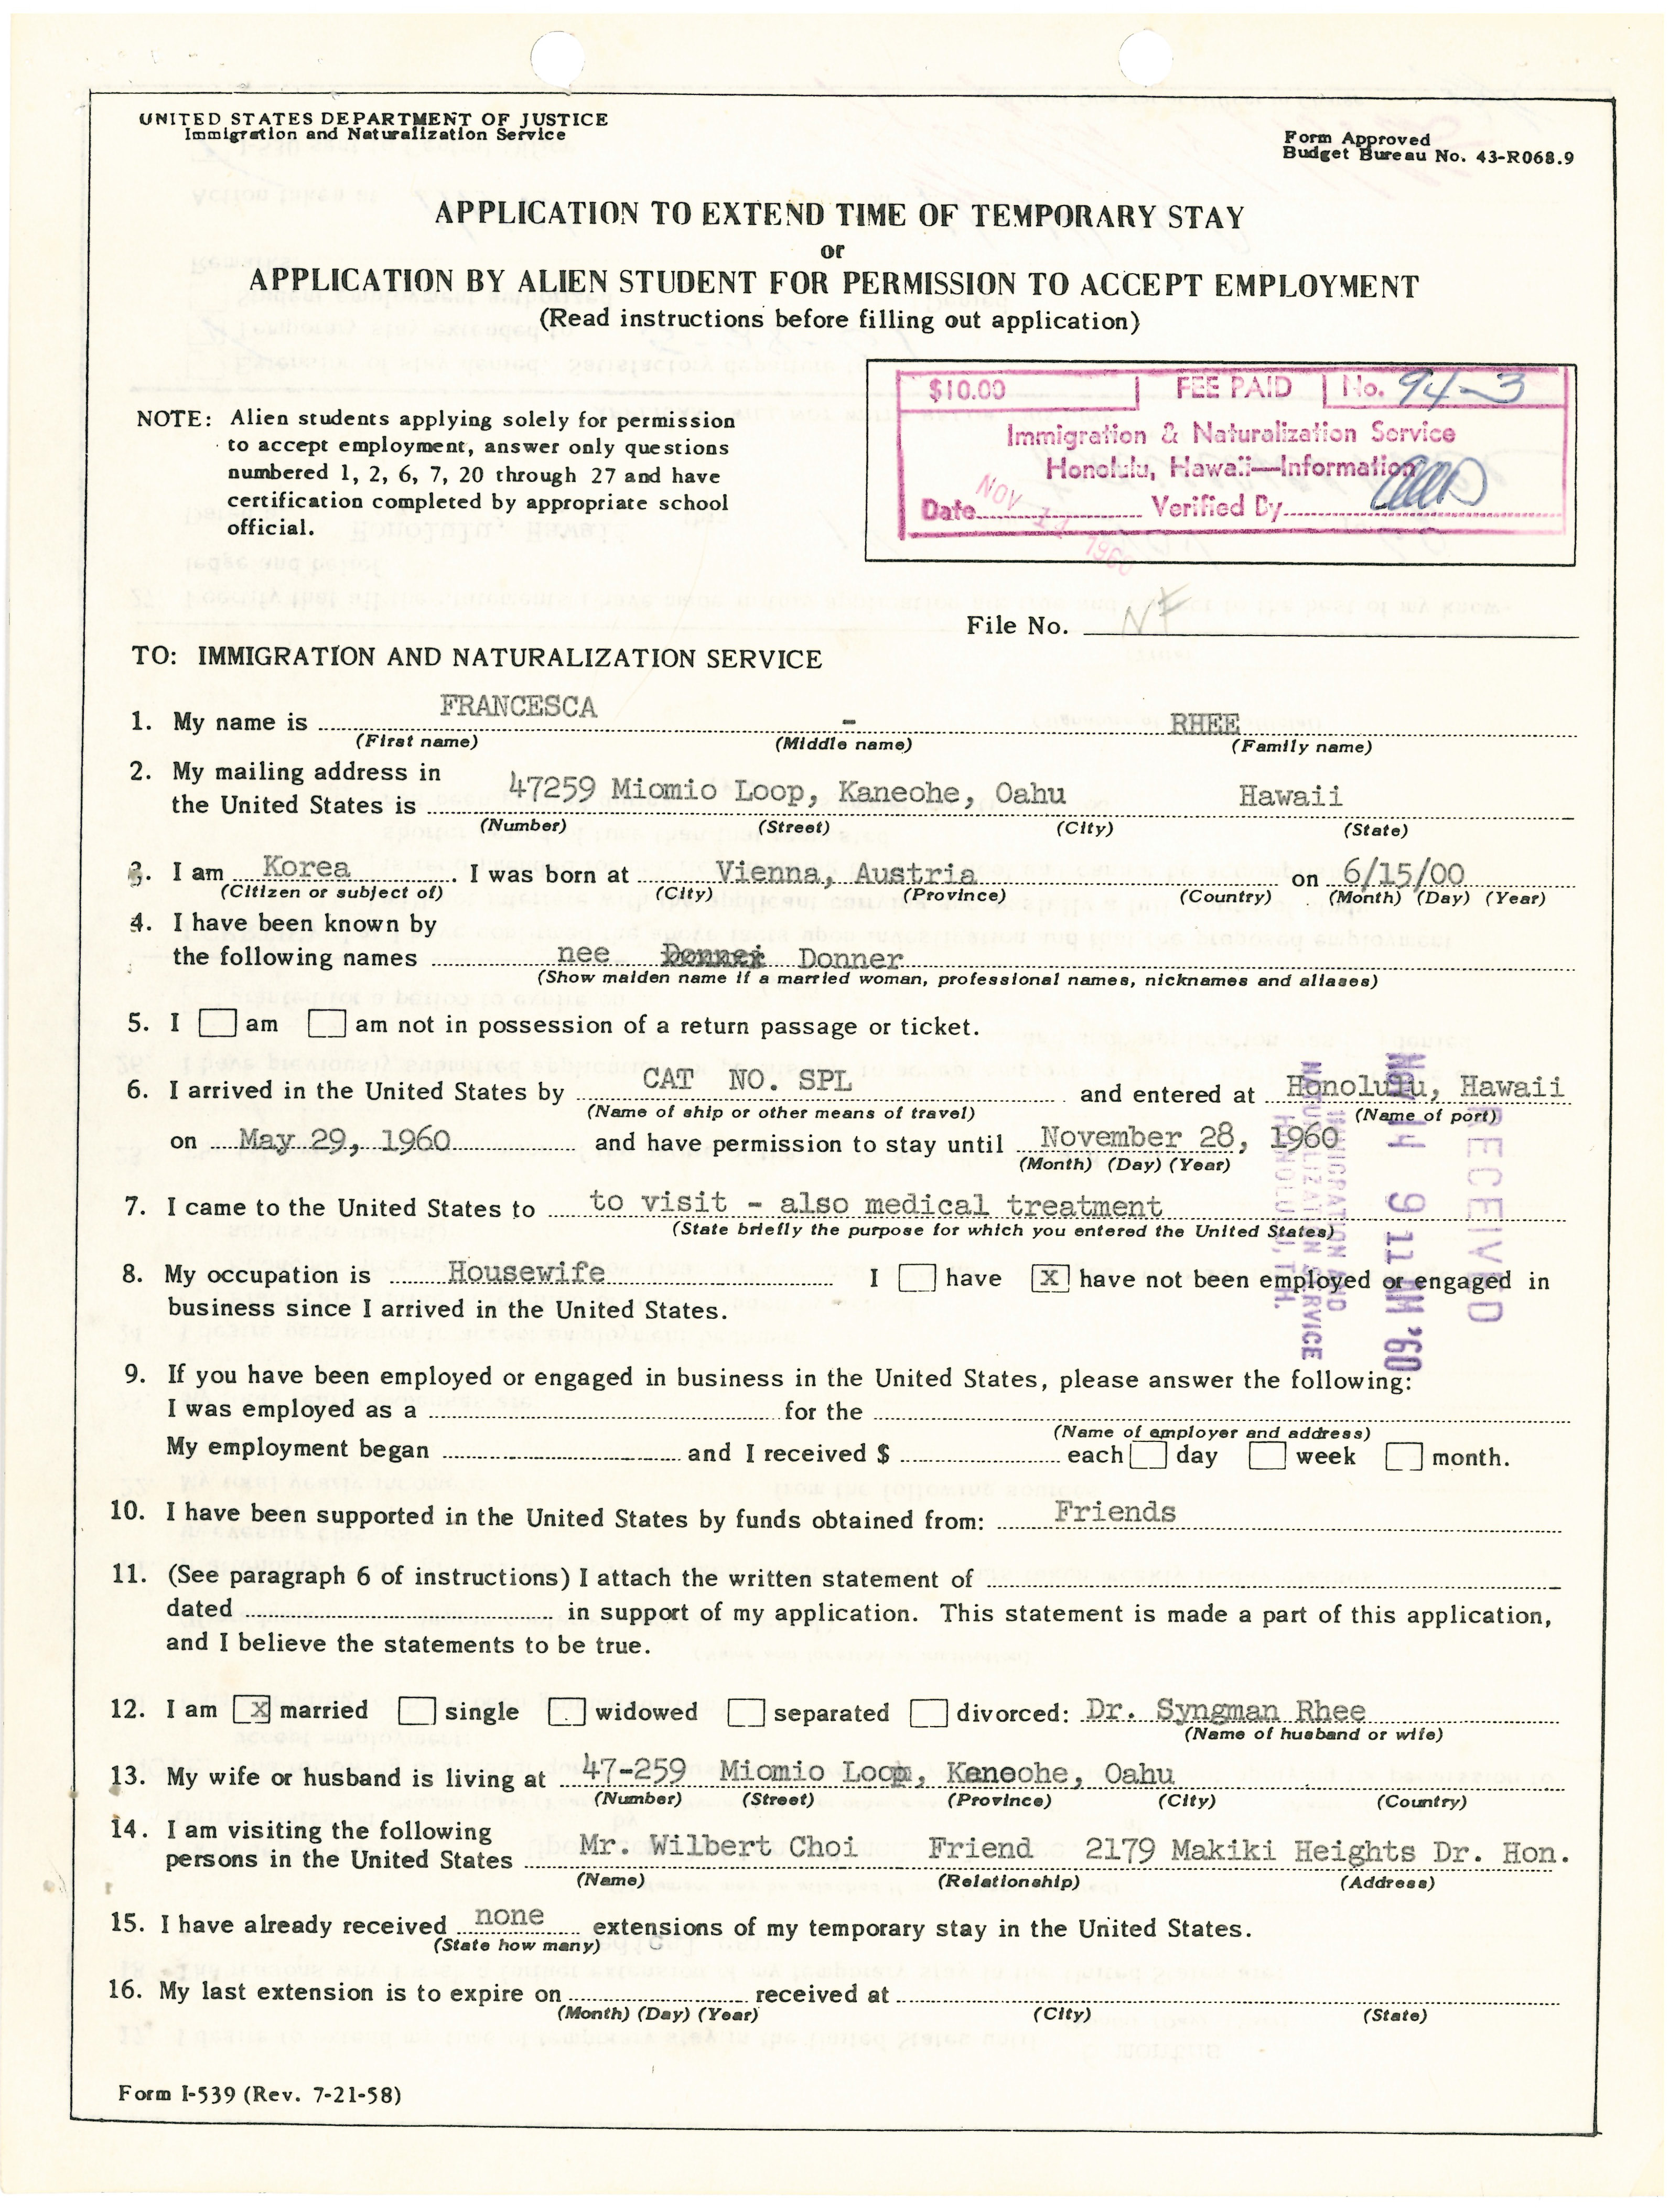 UNITED STATES DEPARTMENT OF JUSTICE
Immigration and Naturalization Service
Form Approved
Budget Bureau No. 43-R068.9
APPLICATION TO EXTEND TIME OF TEMPORARY STAY
or
APPLICATION BY ALIEN STUDENT FOR PERMISSION TO ACCEPT EMPLOYMENT
(Read instructions before filling out application)
NOTE: Alien students applying solely for permission
to accept employment, answer only questions
numbered 1, 2, 6, 7, 20 through 27 and have
certification completed by appropriate school
official.
$10.00 FEE PAID No. 94-3
Immigration & Naturalization Service
Honolulu, Hawaii—Information
Date Verified By
NOV 14 1960
File No. NF
TO: IMMIGRATION AND NATURALIZATION SERVICE
1. My name is FRANCESCA - RHEE
(First name) (Middle name) (Family name)
2. My mailing address in
the United States is 47259 Miomio Loop, Kaneohe, Oahu Hawaii
(Number) (Street) (City) (State)
3. I am Korea. I was born at Vienna, Austria on 6/15/00
(Citizen or subject of) (City) (Province) (Country) (Month) (Day) (Year)
4. I have been known by
the following names nee Donner
(Show maiden name if a married woman, professional names, nicknames and aliases)
5. I am am not in possession of a return passage or ticket.
6. I arrived in the United States by CAT NO. SPL and entered at Honolulu, Hawaii
(Name of ship or other means of travel) (Name of port)
on May 29, 1960 and have permission to stay until November 28, 1960
(Month) (Day) (Year)
7. I came to the United States to to visit - also medical treatment
(State briefly the purpose for which you entered the United States)
8. My occupation is Housewife I have X have not been employed or engaged in
business since I arrived in the United States.
RECEIVED
NOV 14 9 11 AM '60
IMMIGRATION AND
NATURALIZATION SERVICE
HONOLULU, T.H.
9. If you have been employed or engaged in business in the United States, please answer the following:
I was employed as a for the
(Name of employer and address)
My employment began and I received $ each day week month.
10. I have been supported in the United States by funds obtained from: Friends
11. (See paragraph 6 of instructions) I attach the written statement of
dated in support of my application. This statement is made a part of this application,
and I believe the statements to be true.
12. I am X married single widowed separated divorced: Dr. Syngman Rhee
(Name of husband or wife)
13. My wife or husband is living at 47-259 Miomio Loop, Kaneohe, Oahu
(Number) (Street) (Province) (City) (Country)
14. I am visiting the following
persons in the United States Mr. Wilbert Choi Friend 2179 Makiki Heights Dr. Hon.
(Name) (Relationship) (Address)
15. I have already received none extensions of my temporary stay in the United States.
(State how many)
16. My last extension is to expire on received at
(Month) (Day) (Year) (City) (State)
Form I-539 (Rev. 7-21-58)